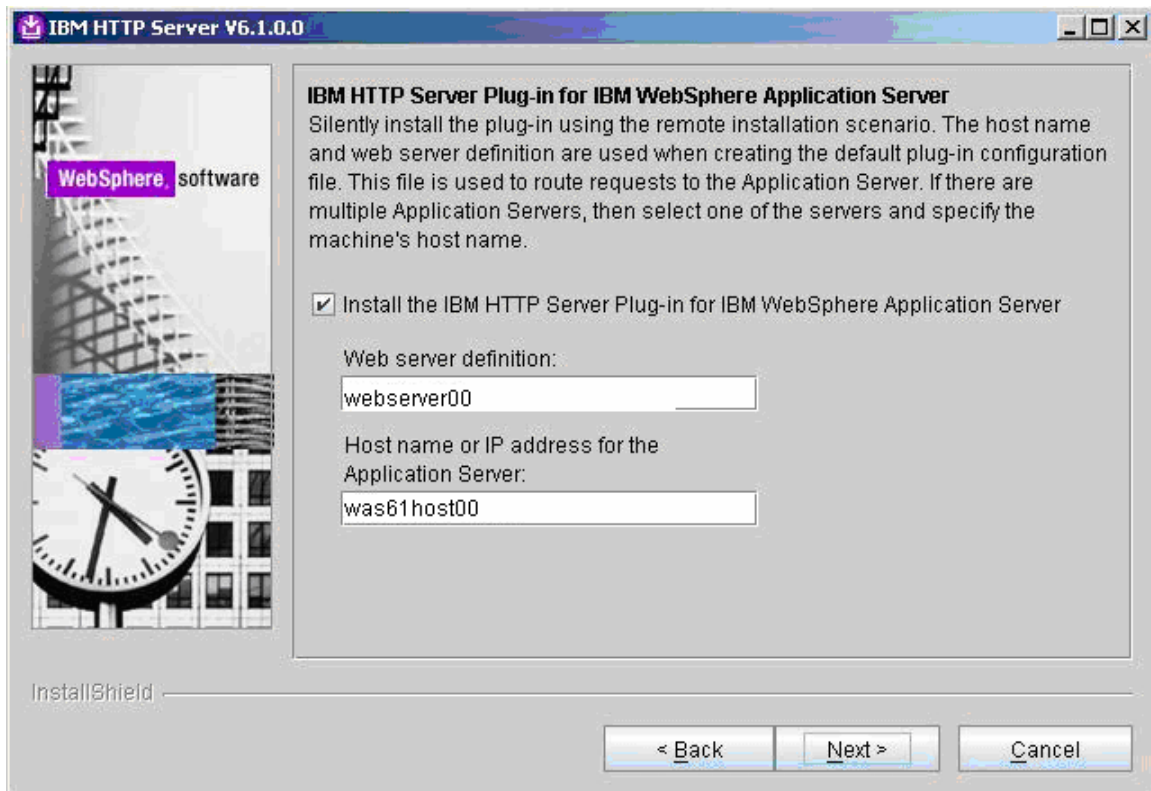 IBM HTTP Server V6.1.0.0
WebSphere. software
IBM HTTP Server Plug-in for IBM WebSphere Application Server
Silently install the plug-in using the remote installation scenario. The host name
and web server definition are used when creating the default plug-in configuration
file. This file is used to route requests to the Application Server. If there are
multiple Application Servers, then select one of the servers and specify the
machine's host name.
Install the IBM HTTP Server Plug-in for IBM WebSphere Application Server
Web server definition:
webserver00
Host name or IP address for the
Application Server:
was61host00
InstallShield
< Back
Next >
Cancel